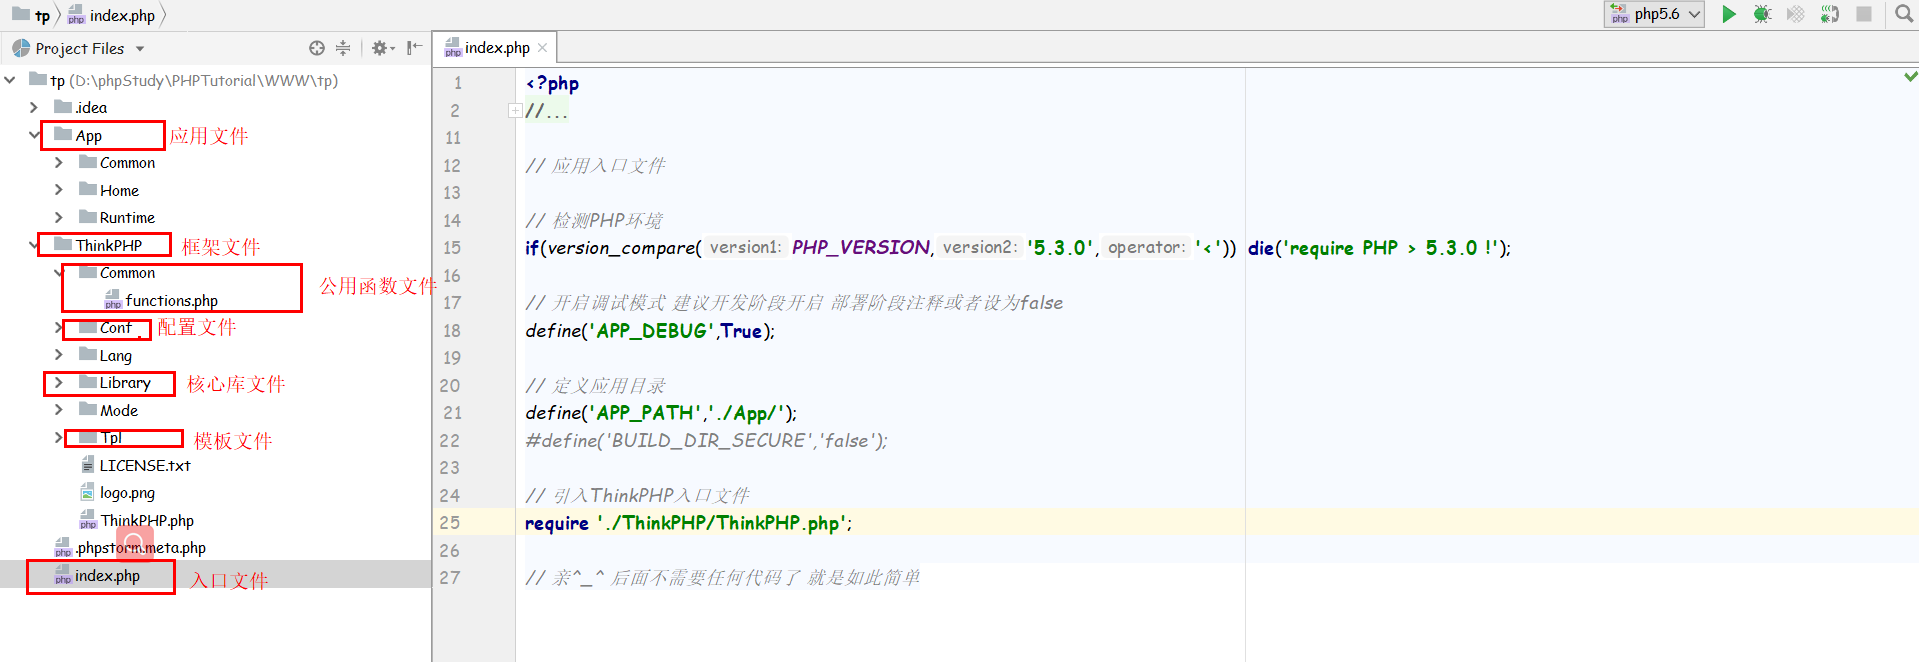 tp index.php
php5.6
Project Files
index.php
tp (D:\phpStudy\PHPTutorial\WWW\tp)
.idea
App 应用文件
Common
Home
Runtime
ThinkPHP 框架文件
Common
functions.php 公用函数文件
Conf 配置文件
Lang
Library 核心库文件
Mode
Tpl 模板文件
LICENSE.txt
logo.png
ThinkPHP.php
.phpstorm.meta.php
index.php 入口文件
1 <?php
2 //...
11
12 // 应用入口文件
13
14 // 检测PHP环境
15 if(version_compare( version1: PHP_VERSION, version2: '5.3.0', operator: '<')) die('require PHP > 5.3.0 !');
16
17 // 开启调试模式 建议开发阶段开启 部署阶段注释或者设为false
18 define('APP_DEBUG',True);
19
20 // 定义应用目录
21 define('APP_PATH','./App/');
22 #define('BUILD_DIR_SECURE','false');
23
24 // 引入ThinkPHP入口文件
25 require './ThinkPHP/ThinkPHP.php';
26
27 // 亲^_^ 后面不需要任何代码了 就是如此简单